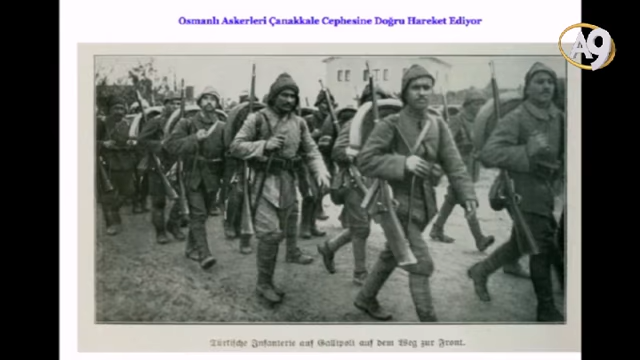 Osmanlı Askerleri Çanakkale Cephesine Doğru Hareket Ediyor
A9
Türkische Infanterie auf Gallipoli auf dem Weg zur Front.